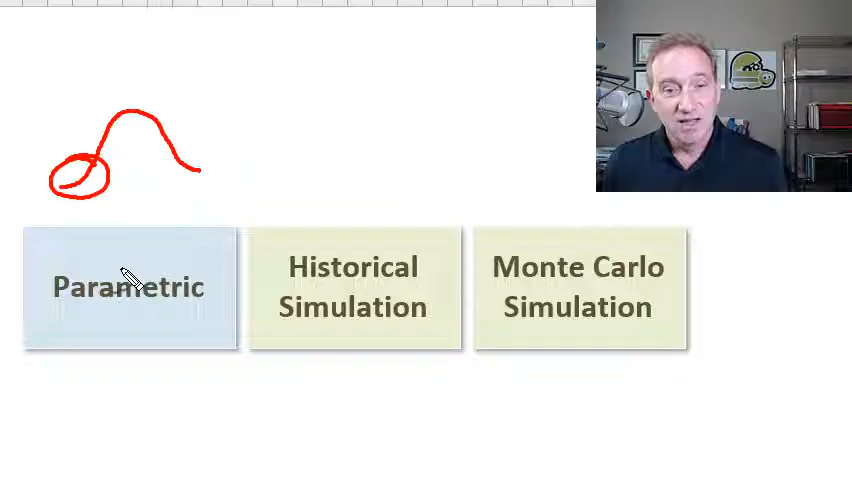 Parametric
Historical
Simulation
Monte Carlo
Simulation